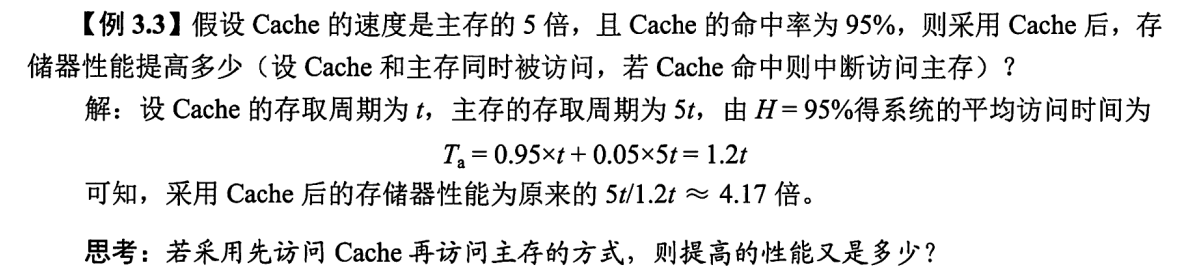 【例 3.3】假设 Cache 的速度是主存的 5 倍，且 Cache 的命中率为 95%，则采用 Cache 后，存
储器性能提高多少（设 Cache 和主存同时被访问，若 Cache 命中则中断访问主存）？
解：设 Cache 的存取周期为 t，主存的存取周期为 5t，由 H = 95%得系统的平均访问时间为
Tₐ = 0.95×t + 0.05×5t = 1.2t
可知，采用 Cache 后的存储器性能为原来的 5t/1.2t ≈ 4.17 倍。
思考：若采用先访问 Cache 再访问主存的方式，则提高的性能又是多少？